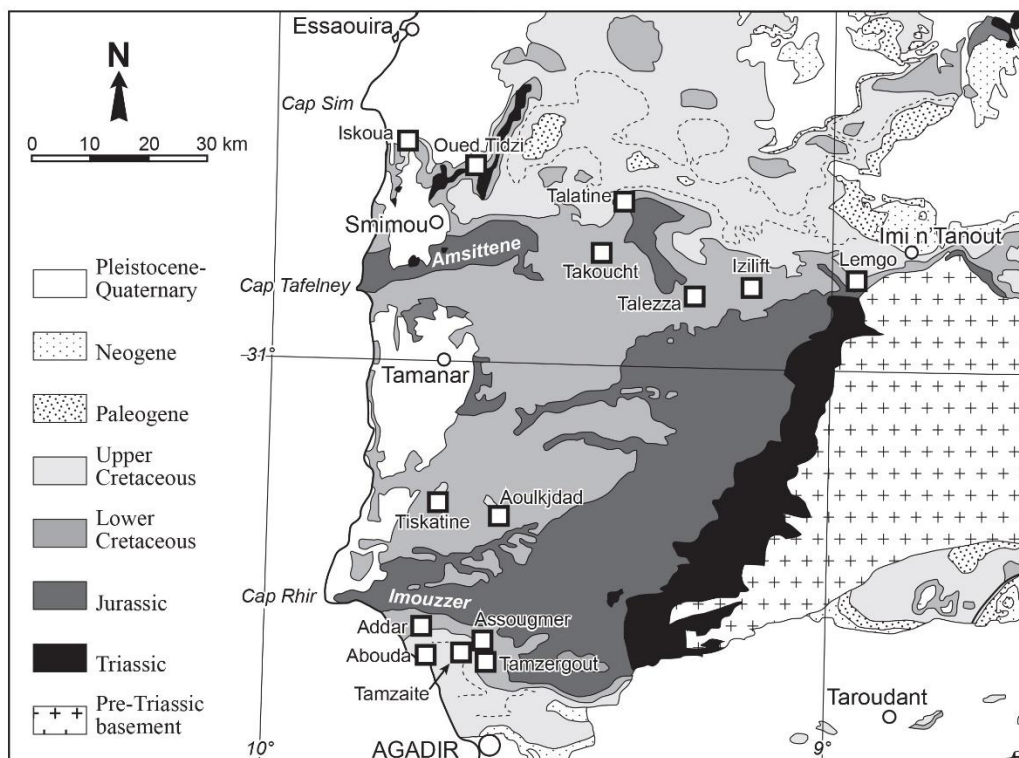 Essaouira
N
Cap Sim
0 10 20 30 km
Iskoua
Oued Tidzi
Talatine
Smimou
Imi n'Tanout
Amsittene
Takoucht
Izilift
Lemgo
Cap Tafelney
Talezza
Pleistocene-
Quaternary
Neogene
Paleogene
Upper
Cretaceous
Lower
Cretaceous
Jurassic
Triassic
Pre-Triassic
basement
31°
Tamanar
Aoulkjdad
Tiskatine
Cap Rhir
Imouzzer
Addar
Assougmer
Abouda
Tamzergout
Tamzaite
Taroudant
AGADIR
10°
9°